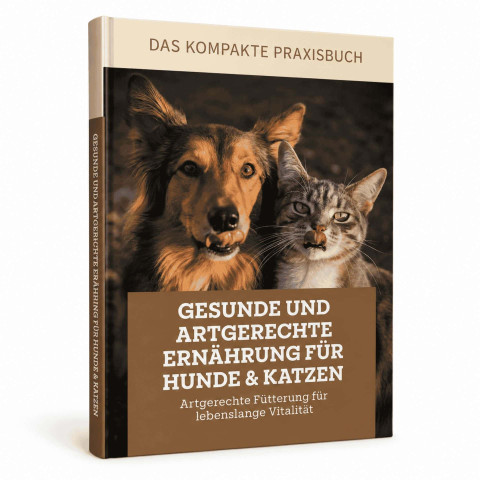 DAS KOMPAKTE PRAXISBUCH
GESUNDE UND
ARTGERECHTE
ERNÄHRUNG FÜR
HUNDE & KATZEN
Artgerechte Fütterung für
lebenslange Vitalität
GESUNDE UND ARTGERECHTE ERÄHRING FÜR HUNDE & KATZEN